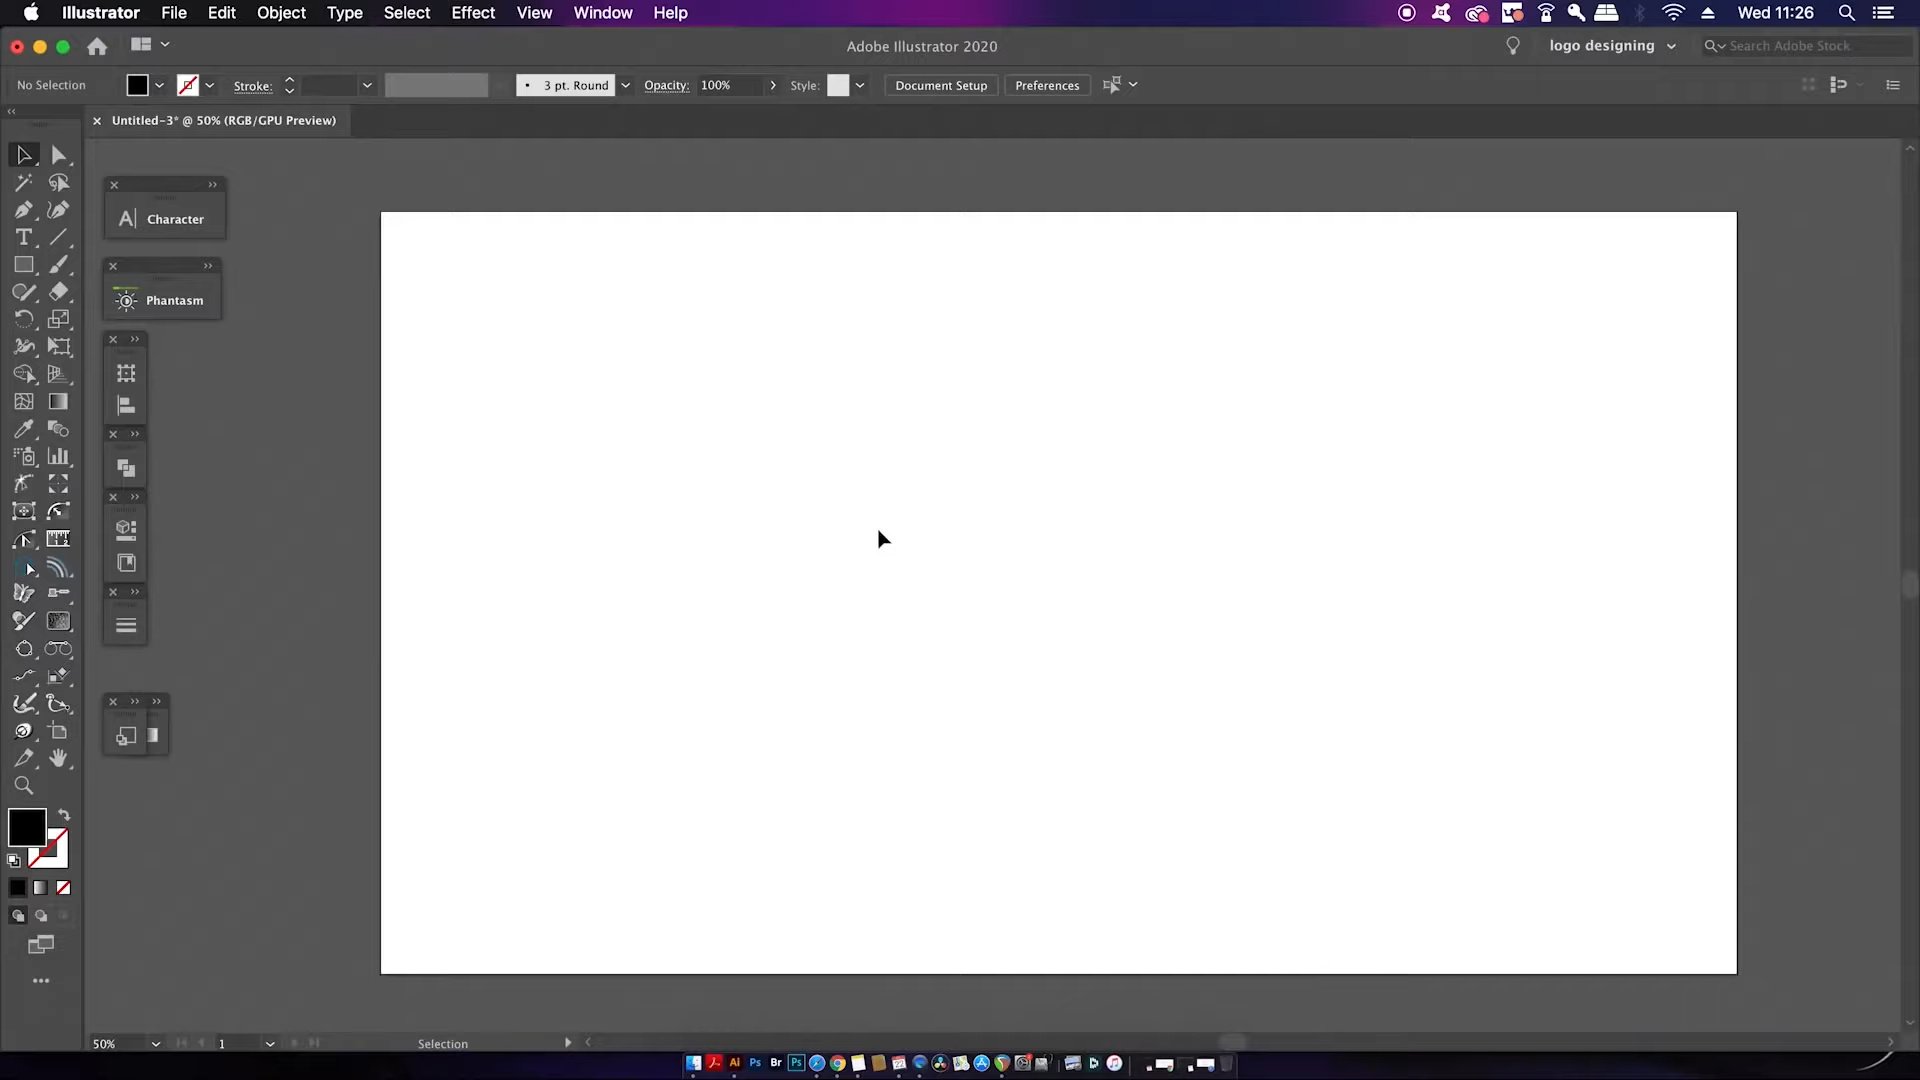 Illustrator File Edit Object Type Select Effect View Window Help Wed 11:26
Adobe Illustrator 2020 logo designing Search Adobe Stock
No Selection Stroke: 3 pt. Round Opacity: 100% Style: Document Setup Preferences
Untitled-3* @ 50% (RGB/GPU Preview)
Character
Phantasm
50% 1 Selection